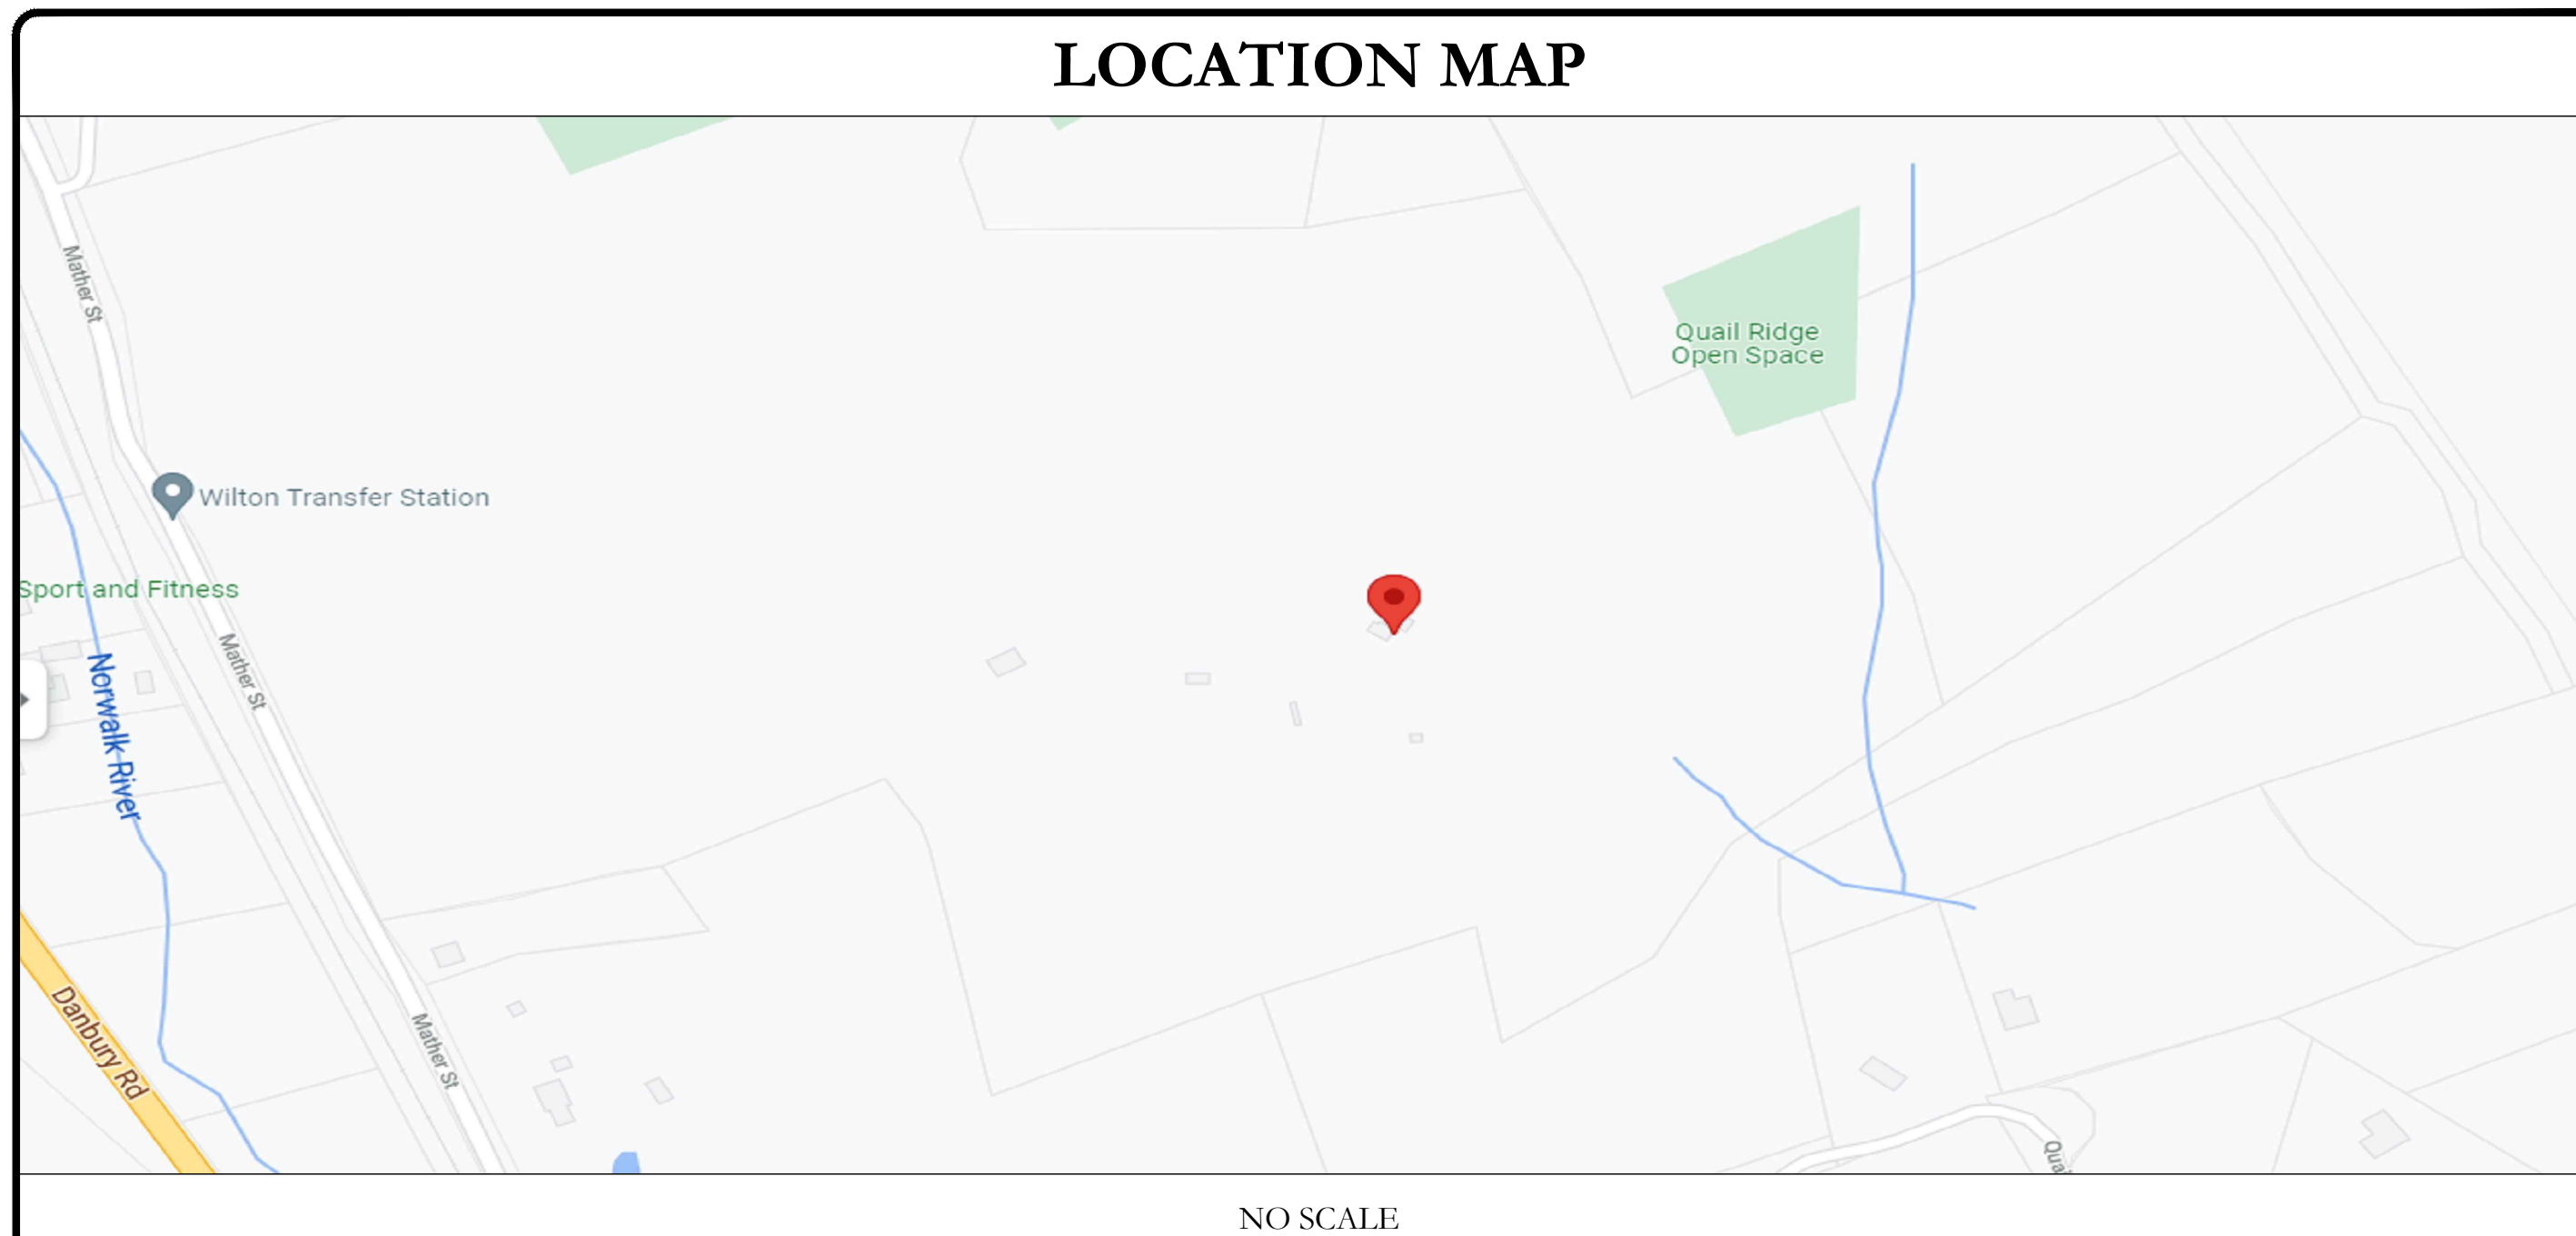 LOCATION MAP
Mather St
Quail Ridge
Open Space
Wilton Transfer Station
Sport and Fitness
Mather St
Norwalk River
Danbury Rd
Mather St
Quai
NO SCALE